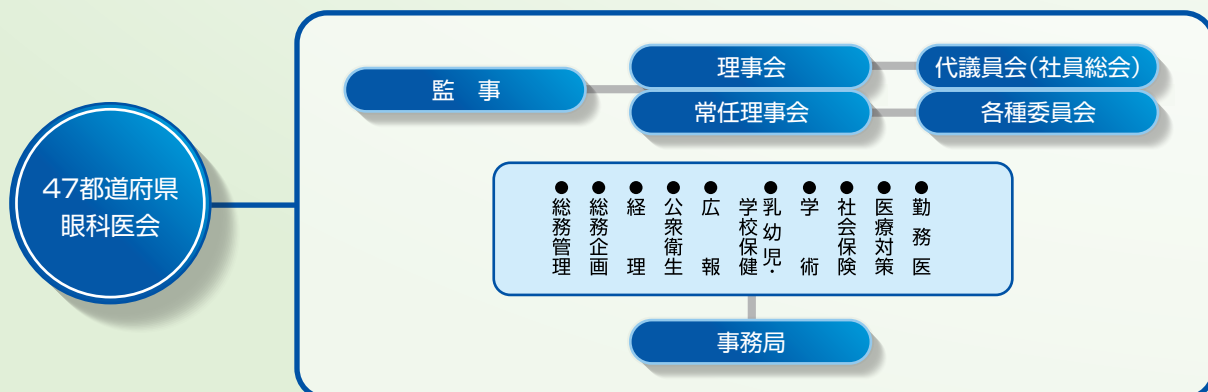 47都道府県
眼科医会
監　事
理事会
代議員会（社員総会）
常任理事会
各種委員会
●総務管理
●総務企画
●経　理
●公衆衛生
●広　報
●乳幼児・
学校保健
●学　術
●社会保険
●医療対策
●勤務医
事務局